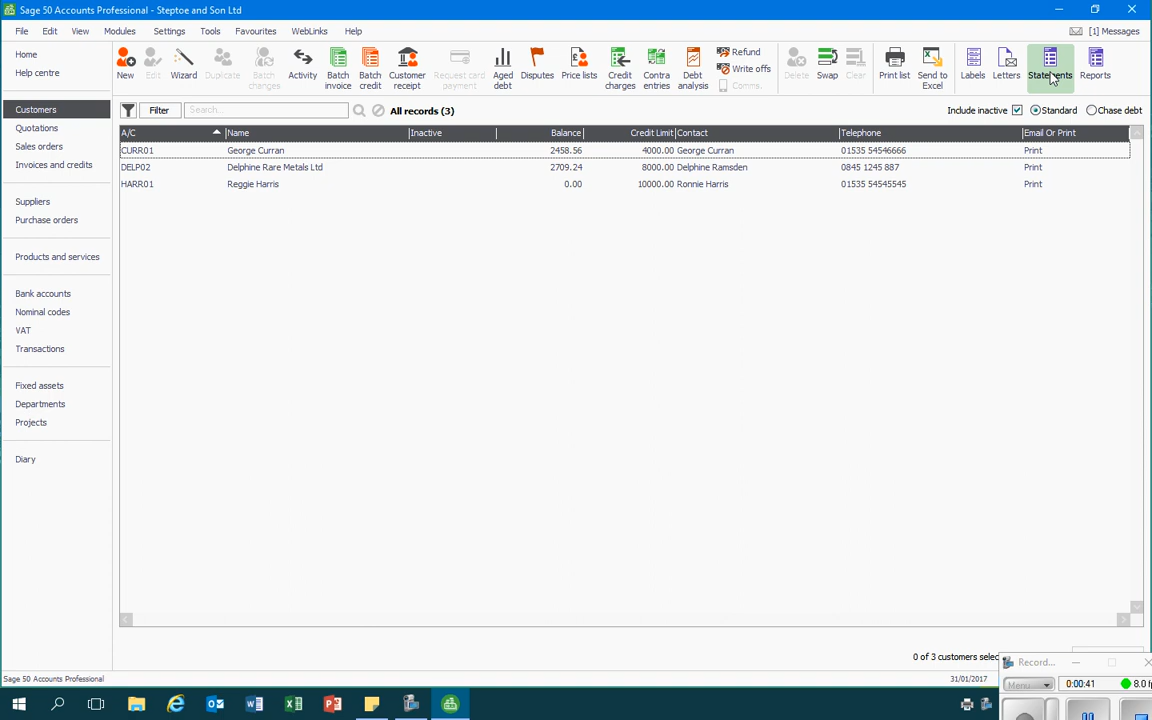 Sage 50 Accounts Professional - Steptoe and Son Ltd
File Edit View Modules Settings Tools Favourites WebLinks Help [1] Messages
Home
Help centre
Customers
Quotations
Sales orders
Invoices and credits
Suppliers
Purchase orders
Products and services
Bank accounts
Nominal codes
VAT
Transactions
Fixed assets
Departments
Projects
Diary
New Edit Wizard Duplicate Batch changes Activity Batch invoice Batch credit Customer receipt Request card payment Aged debt Disputes Price lists Credit charges Contra entries Debt analysis Refund Write offs Comms. Delete Swap Clear Print list Send to Excel Labels Letters Statements Reports
Filter Search... All records (3) Include inactive Standard Chase debt
A/C Name Inactive Balance Credit Limit Contact Telephone Email Or Print
CURR01 George Curran 2458.56 4000.00 George Curran 01535 54546666 Print
DELP02 Delphine Rare Metals Ltd 2709.24 8000.00 Delphine Ramsden 0845 1245 887 Print
HARR01 Reggie Harris 0.00 10000.00 Ronnie Harris 01535 54545545 Print
0 of 3 customers selec
Sage 50 Accounts Professional 31/01/2017
Record...
Menu 0:00:41 8.0 f